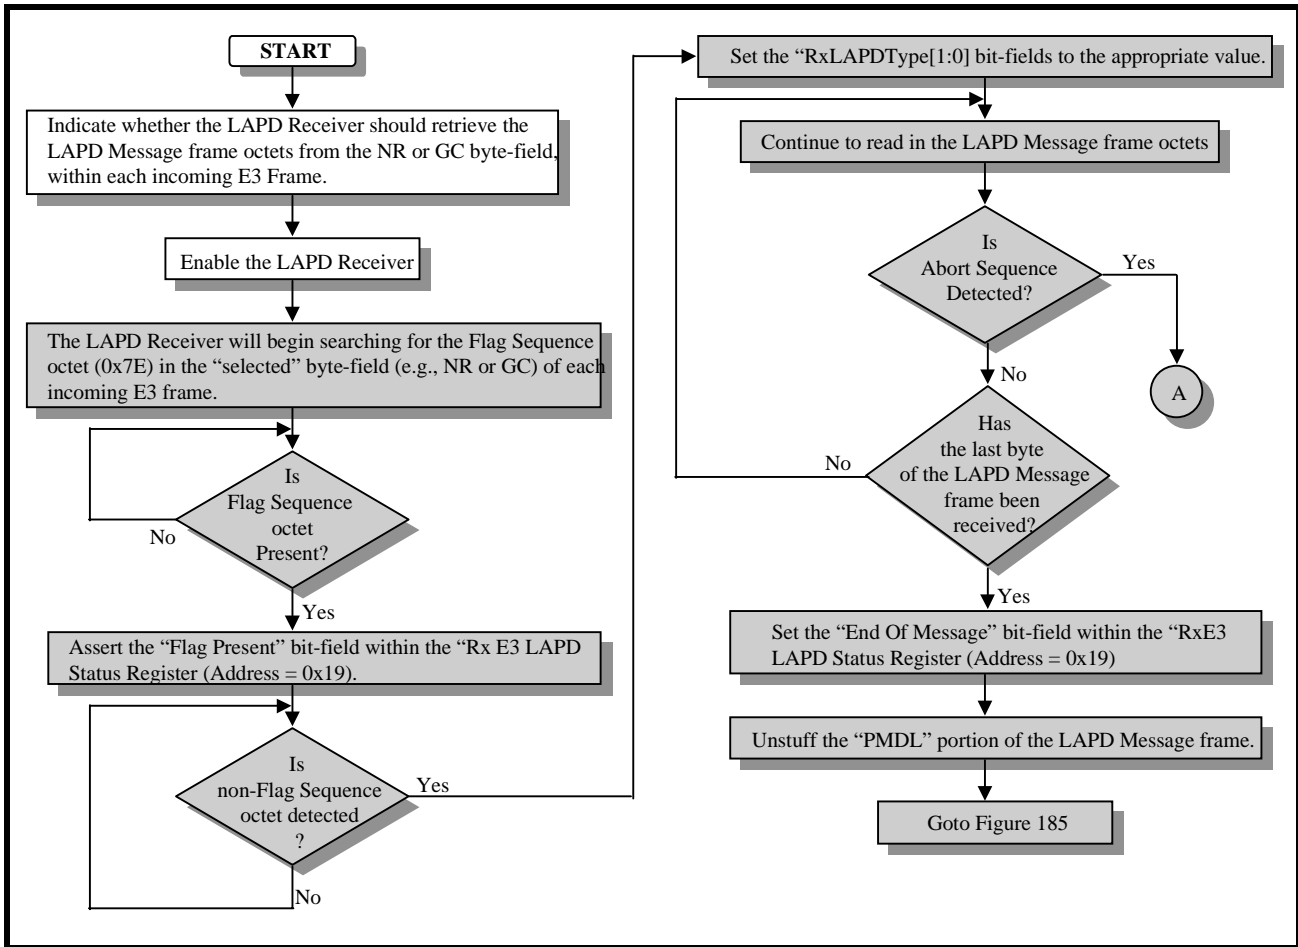 START
Indicate whether the LAPD Receiver should retrieve the
LAPD Message frame octets from the NR or GC byte-field,
within each incoming E3 Frame.
Enable the LAPD Receiver
The LAPD Receiver will begin searching for the Flag Sequence
octet (0x7E) in the “selected” byte-field (e.g., NR or GC) of each
incoming E3 frame.
Is
Flag Sequence
octet
Present?
No
Yes
Assert the “Flag Present” bit-field within the “Rx E3 LAPD
Status Register (Address = 0x19).
Is
non-Flag Sequence
octet detected
?
Yes
No
Set the “RxLAPDType[1:0] bit-fields to the appropriate value.
Continue to read in the LAPD Message frame octets
Is
Abort Sequence
Detected?
Yes
A
No
Has
the last byte
of the LAPD Message
frame been
received?
No
Yes
Set the “End Of Message” bit-field within the “RxE3
LAPD Status Register (Address = 0x19)
Unstuff the “PMDL” portion of the LAPD Message frame.
Goto Figure 185